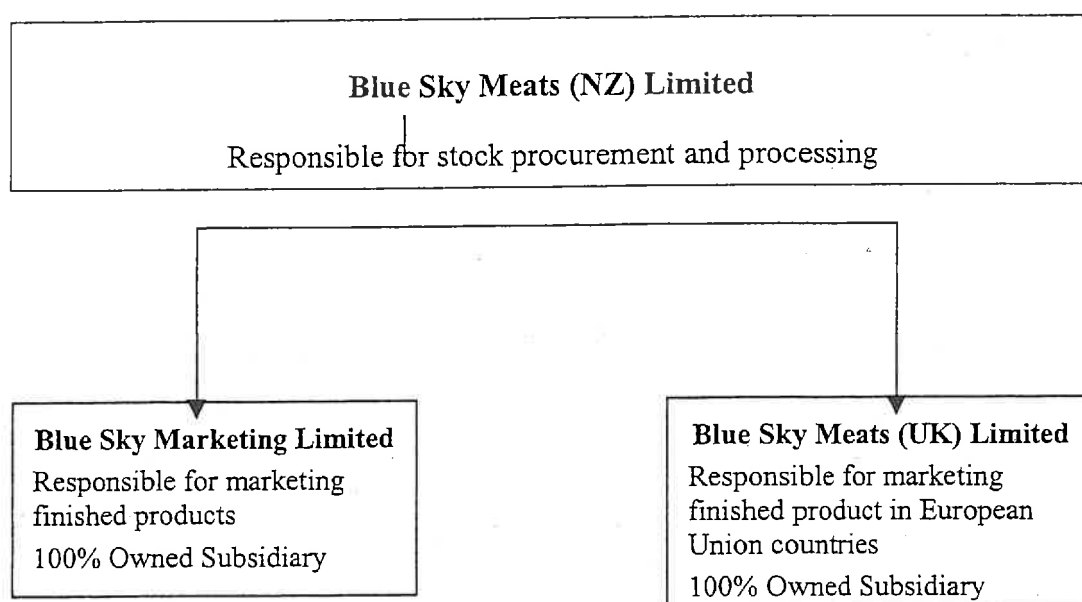 Blue Sky Meats (NZ) Limited
Responsible for stock procurement and processing
Blue Sky Marketing Limited
Responsible for marketing
finished products
100% Owned Subsidiary
Blue Sky Meats (UK) Limited
Responsible for marketing
finished product in European
Union countries
100% Owned Subsidiary